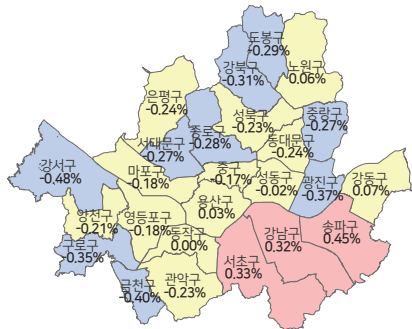 도봉구
-0.29%
강북구
-0.31%
노원구
-0.06%
은평구
-0.24%
성북구
-0.23%
종로구
-0.28%
중랑구
-0.27%
서대문구
-0.27%
동대문구
-0.24%
강서구
-0.48%
마포구
-0.18%
중구
-0.17%
성동구
-0.02%
광진구
-0.37%
강동구
0.07%
양천구
-0.21%
영등포구
-0.18%
용산구
0.03%
동작구
0.00%
강남구
0.32%
송파구
0.45%
구로구
-0.35%
서초구
0.33%
금천구
-0.40%
관악구
-0.23%